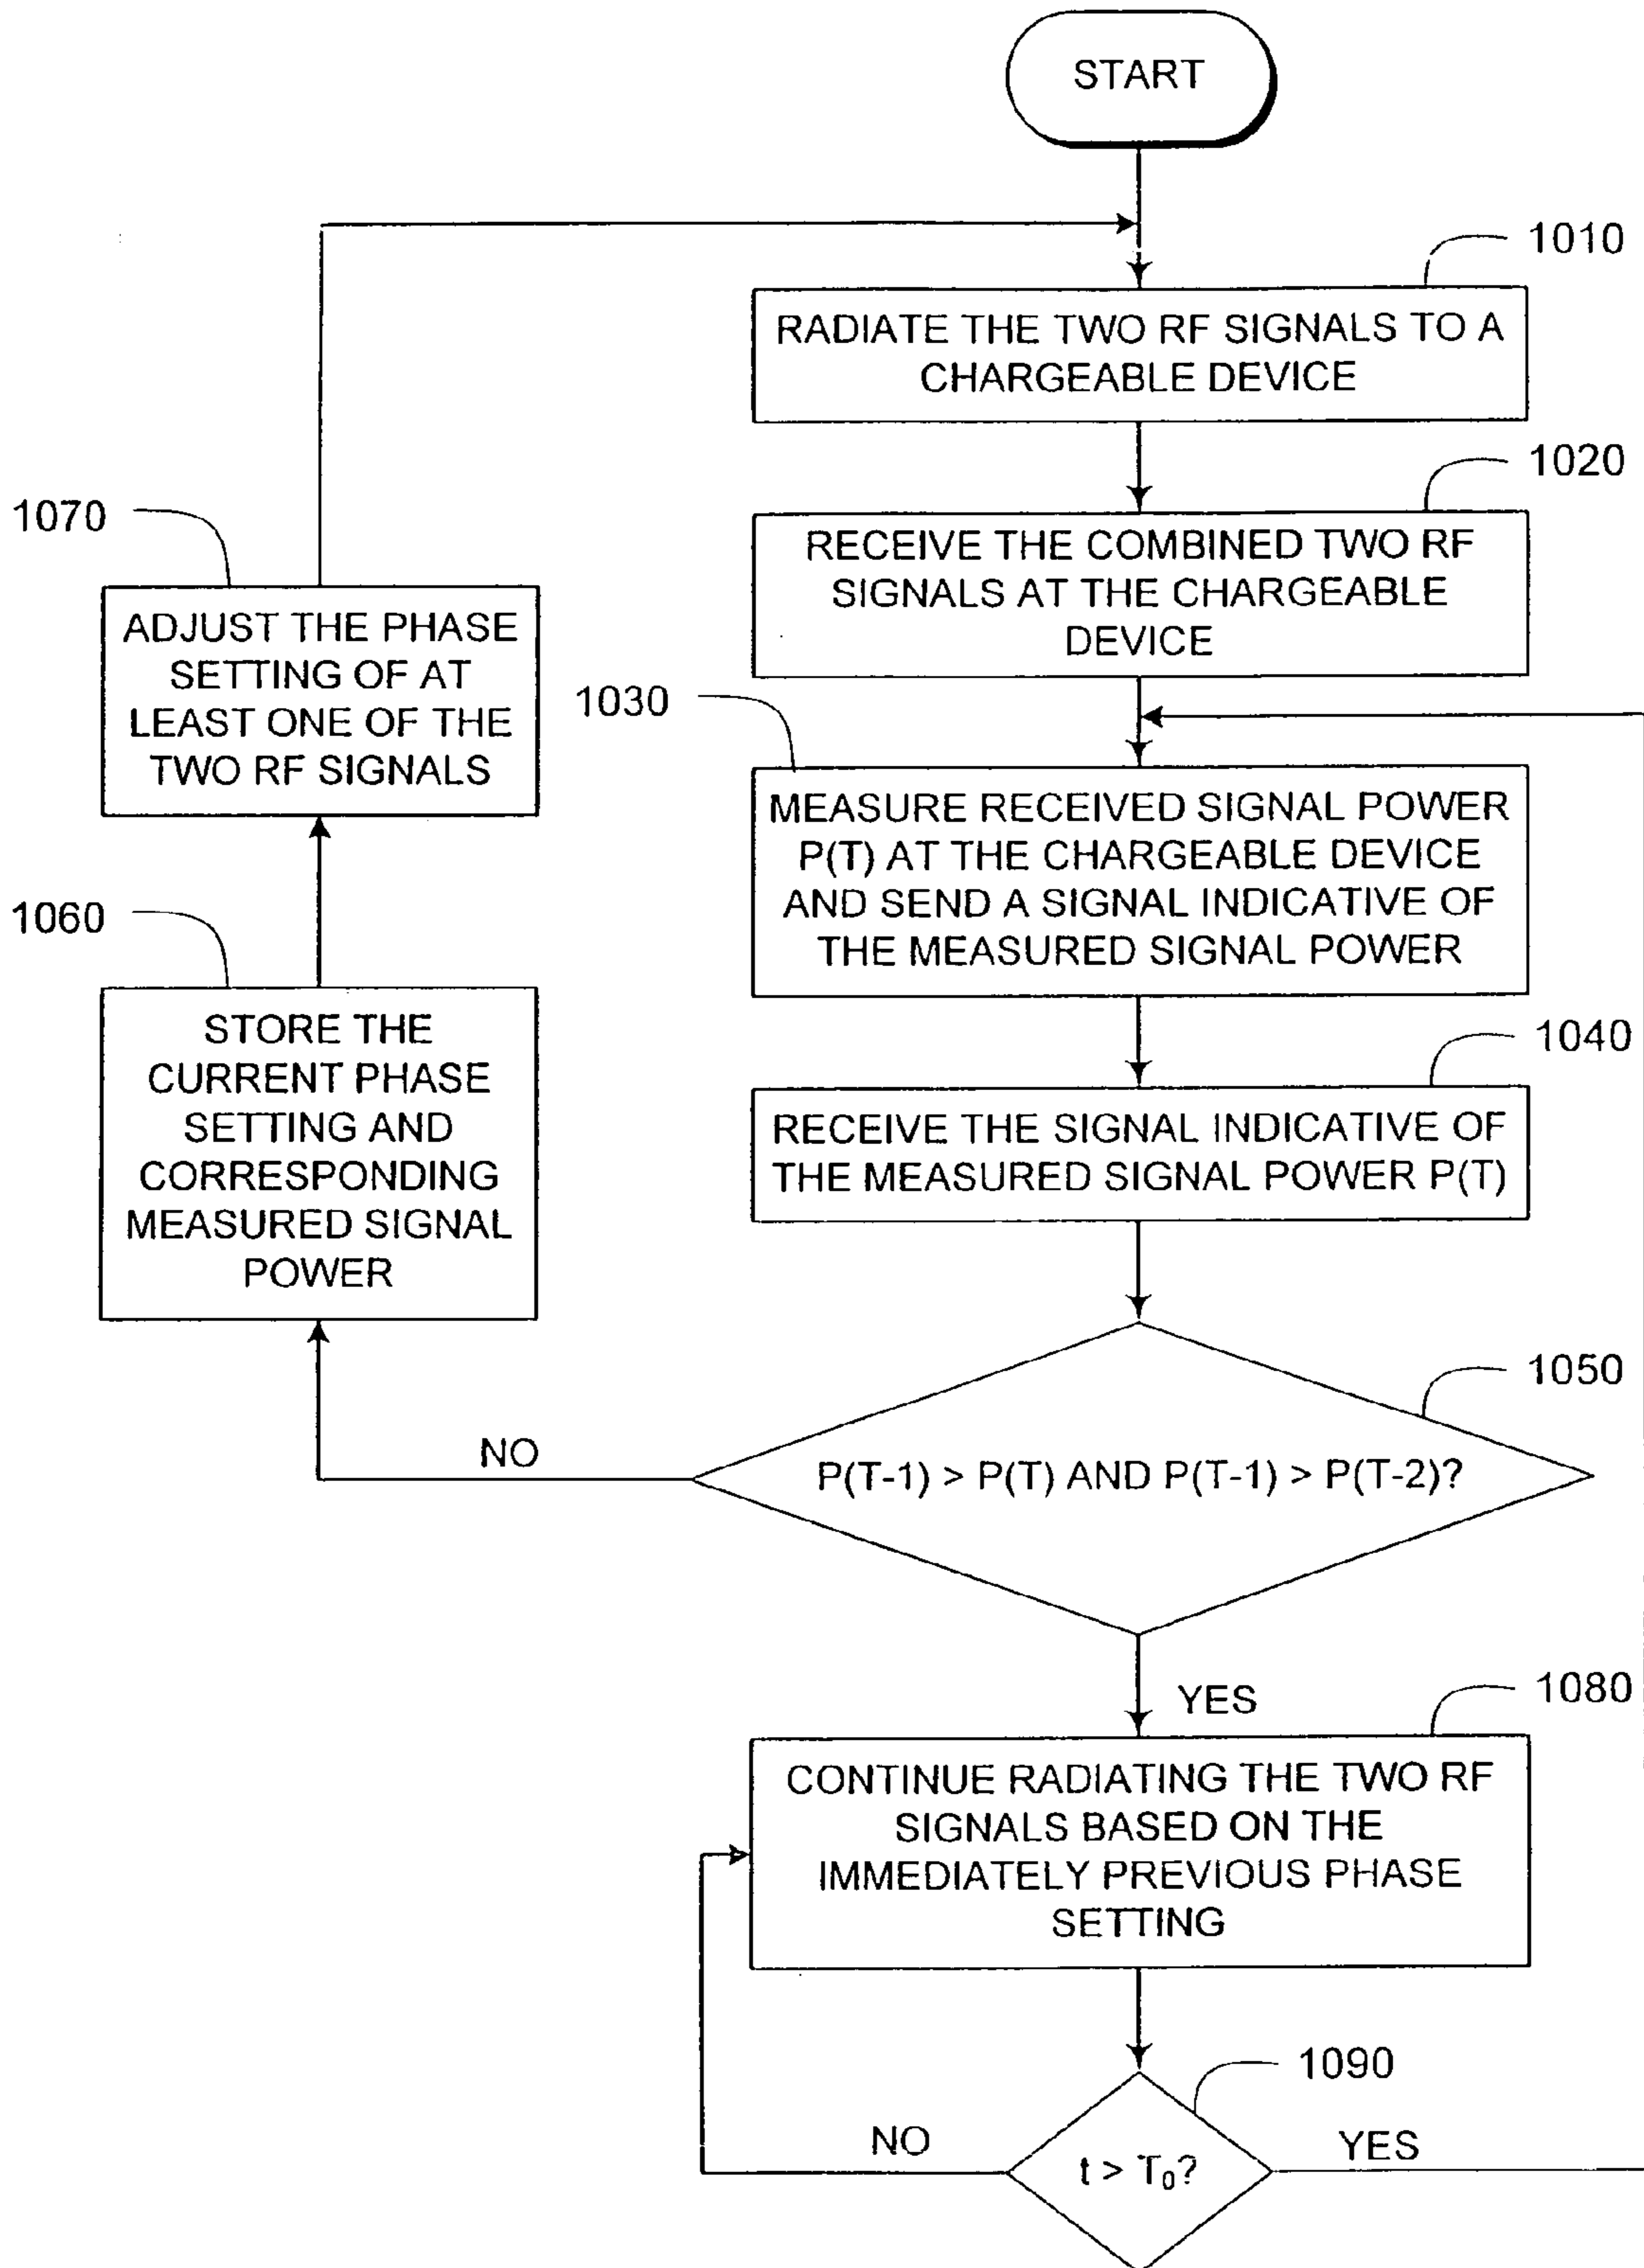 START
1010
RADIATE THE TWO RF SIGNALS TO A
CHARGEABLE DEVICE
1020
RECEIVE THE COMBINED TWO RF
SIGNALS AT THE CHARGEABLE
DEVICE
1030
MEASURE RECEIVED SIGNAL POWER
P(T) AT THE CHARGEABLE DEVICE
AND SEND A SIGNAL INDICATIVE OF
THE MEASURED SIGNAL POWER
1040
RECEIVE THE SIGNAL INDICATIVE OF
THE MEASURED SIGNAL POWER P(T)
1050
P(T-1) > P(T) AND P(T-1) > P(T-2)?
NO
1060
STORE THE
CURRENT PHASE
SETTING AND
CORRESPONDING
MEASURED SIGNAL
POWER
1070
ADJUST THE PHASE
SETTING OF AT
LEAST ONE OF THE
TWO RF SIGNALS
YES
1080
CONTINUE RADIATING THE TWO RF
SIGNALS BASED ON THE
IMMEDIATELY PREVIOUS PHASE
SETTING
1090
t > T₀?
NO
YES